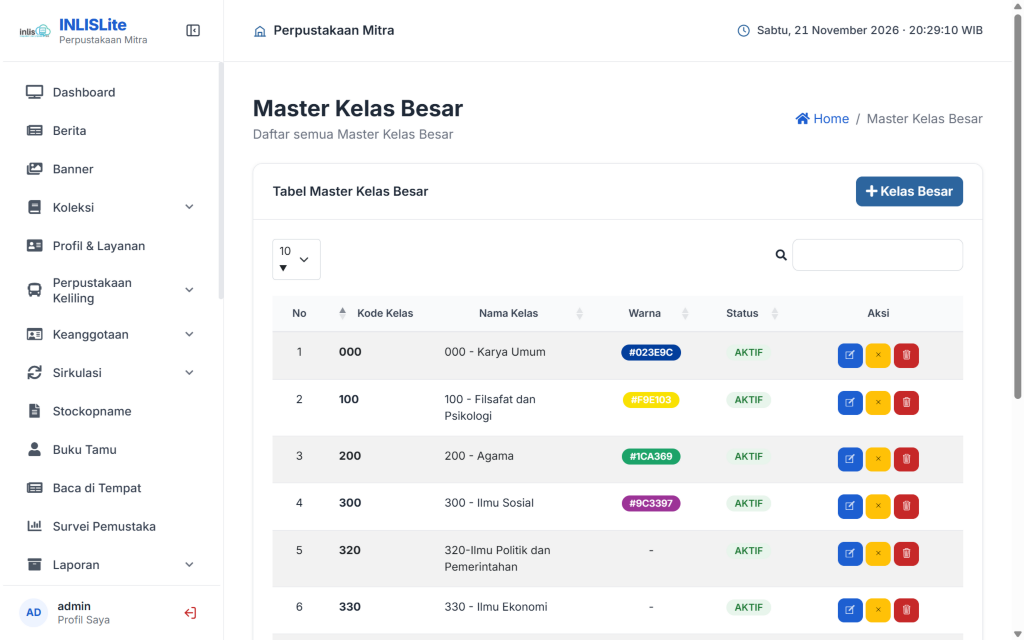 inlis
INLISLite
Perpustakaan Mitra
Perpustakaan Mitra
Sabtu, 21 November 2026 · 20:29:10 WIB
Dashboard
Berita
Banner
Koleksi
Profil & Layanan
Perpustakaan
Keliling
Keanggotaan
Sirkulasi
Stockopname
Buku Tamu
Baca di Tempat
Survei Pemustaka
Laporan
AD
admin
Profil Saya
Master Kelas Besar
Daftar semua Master Kelas Besar
Home / Master Kelas Besar
Tabel Master Kelas Besar
Kelas Besar
10
No Kode Kelas Nama Kelas Warna Status Aksi
1 000 000 - Karya Umum #023E9C AKTIF
2 100 100 - Filsafat dan #F9E103 AKTIF
Psikologi
3 200 200 - Agama #1CA369 AKTIF
4 300 300 - Ilmu Sosial #9C3397 AKTIF
5 320 320-Ilmu Politik dan - AKTIF
Pemerintahan
6 330 330 - Ilmu Ekonomi - AKTIF